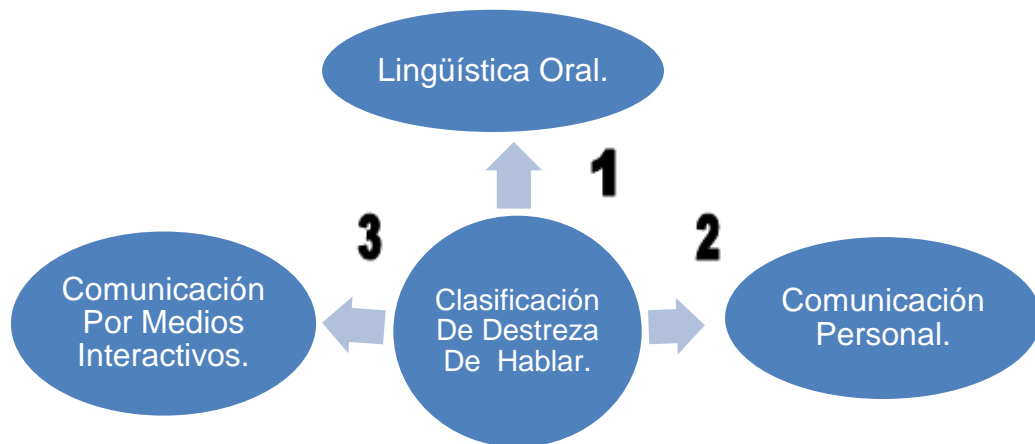 Lingüística Oral.
1
3
2
Comunicación
Por Medios
Interactivos.
Clasificación
De Destreza
De Hablar.
Comunicación
Personal.